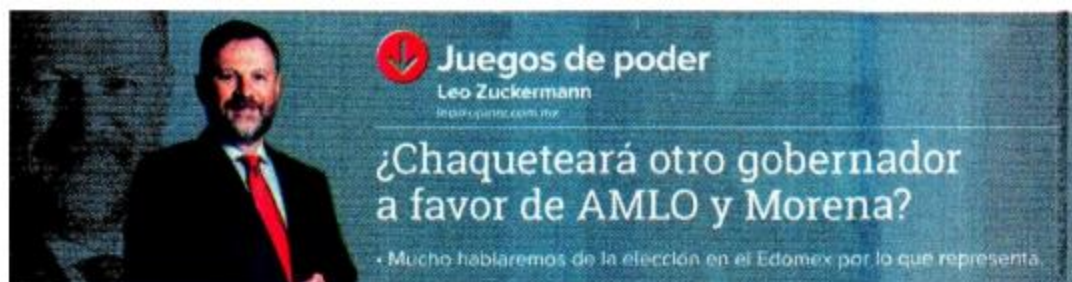 Juegos de poder
Leo Zuckermann
¿Chaqueteará otro gobernador
a favor de AMLO y Morena?
• Mucho hablaremos de la elección en el Edomex por lo que representa.